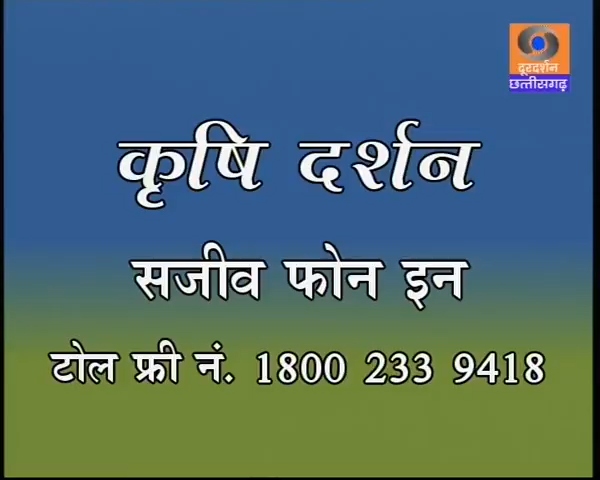 दूरदर्शन
छत्तीसगढ़
कृषि दर्शन
सजीव फोन इन
टोल फ्री नं. 1800 233 9418